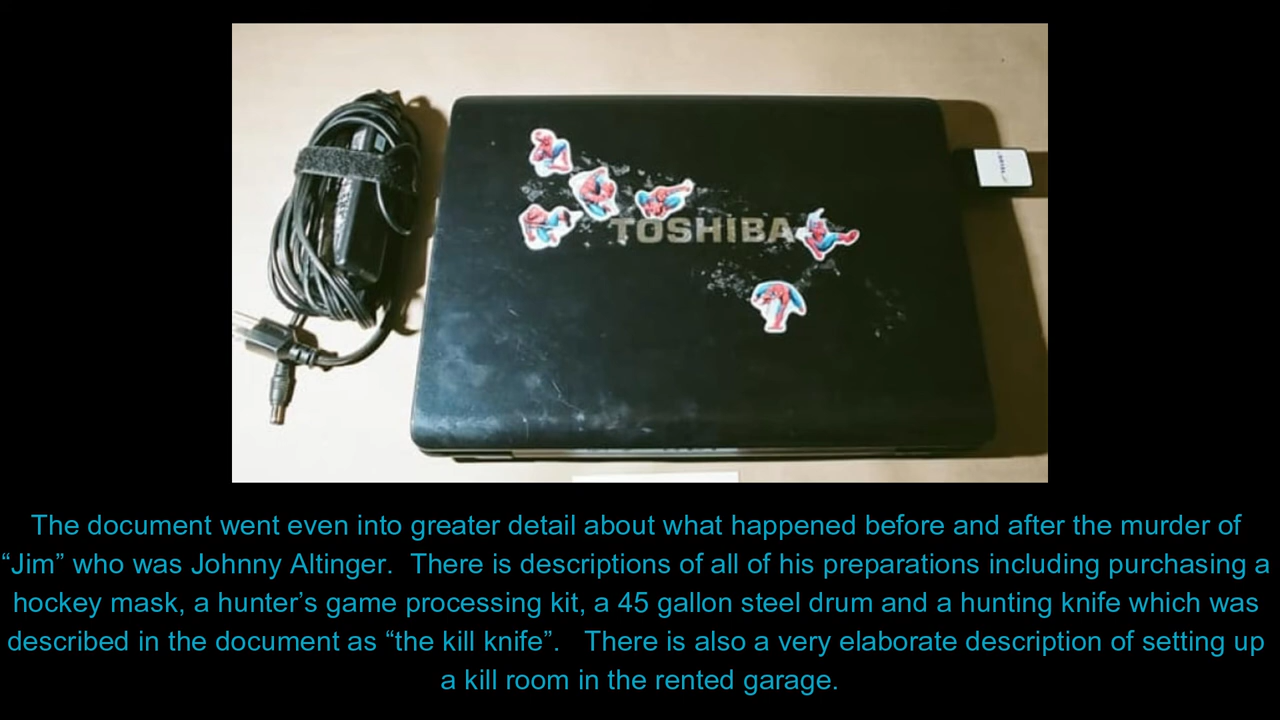 TOSHIBA
The document went even into greater detail about what happened before and after the murder of
“Jim” who was Johnny Altinger.  There is descriptions of all of his preparations including purchasing a
hockey mask, a hunter’s game processing kit, a 45 gallon steel drum and a hunting knife which was
described in the document as “the kill knife”.   There is also a very elaborate description of setting up
a kill room in the rented garage.